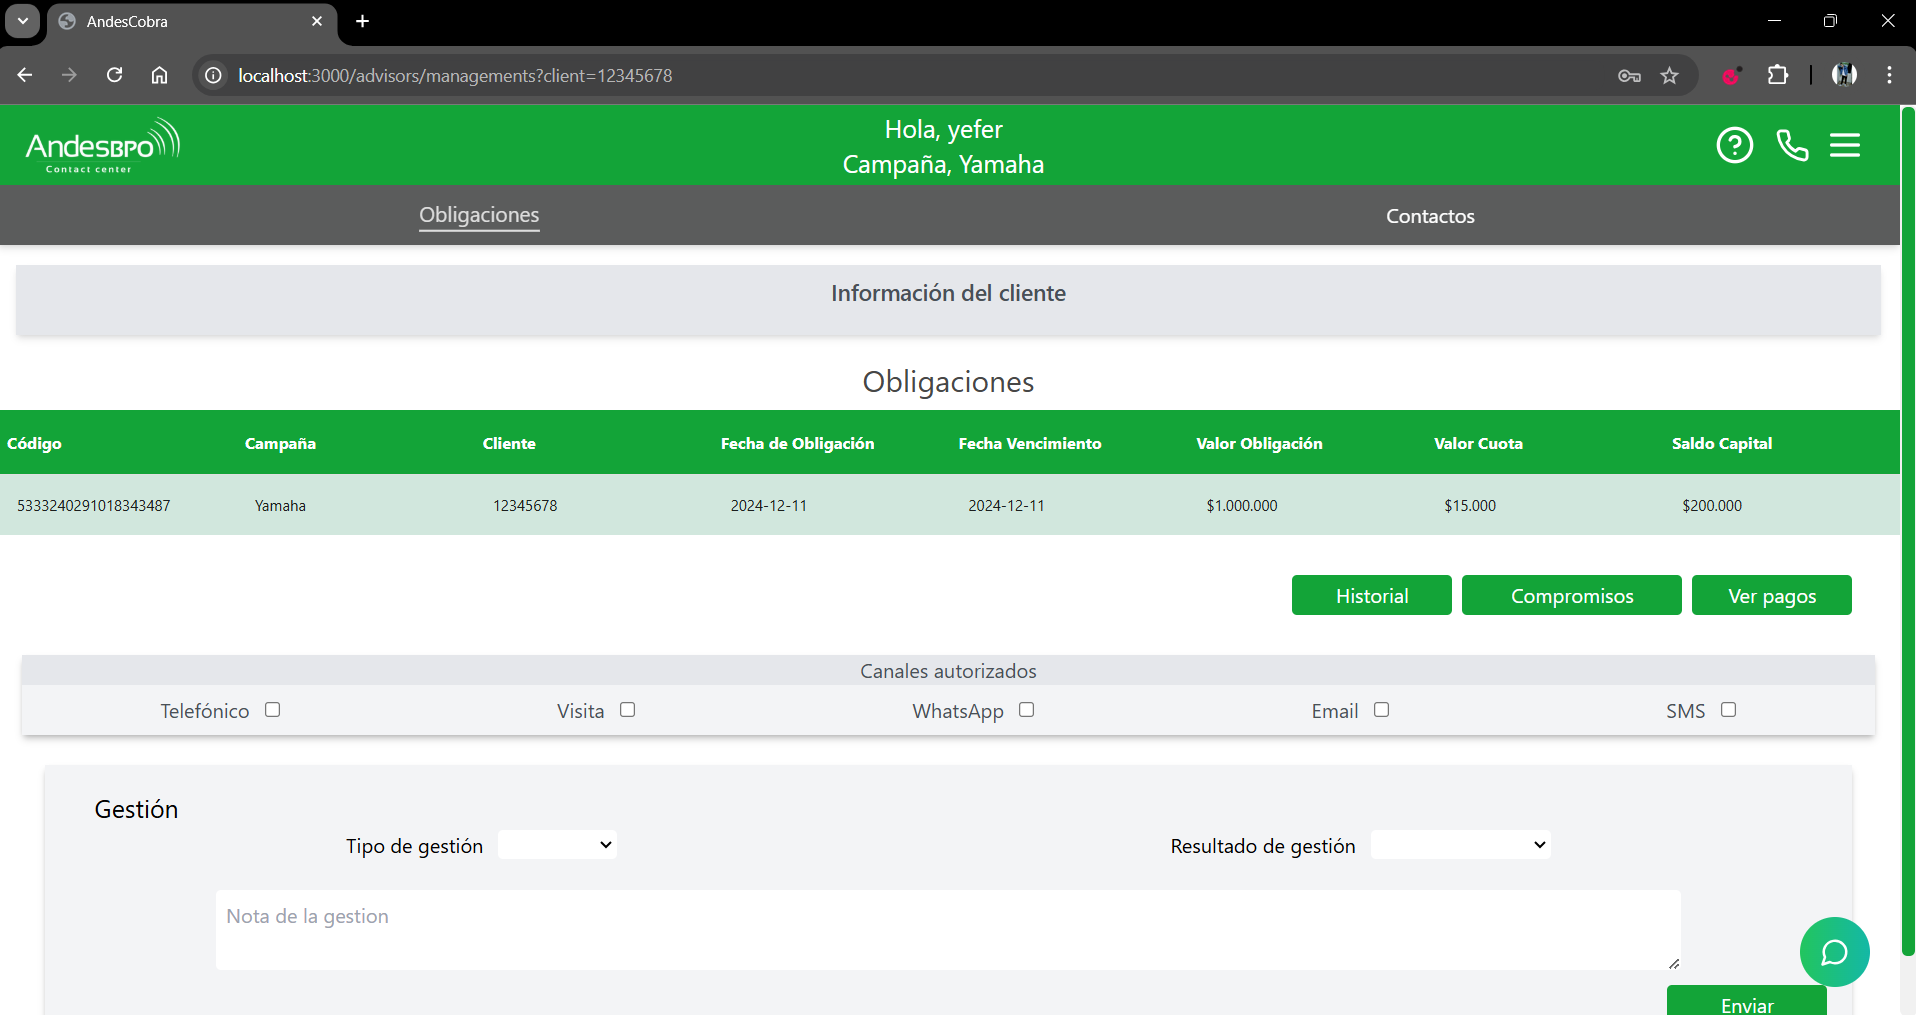 AndesCobra
localhost:3000/advisors/managements?client=12345678
AndesBPO
Contact center
Hola, yefer
Campaña, Yamaha
Obligaciones
Contactos
Información del cliente
Obligaciones
Código Campaña Cliente Fecha de Obligación Fecha Vencimiento Valor Obligación Valor Cuota Saldo Capital
5333240291018343487 Yamaha 12345678 2024-12-11 2024-12-11 $1.000.000 $15.000 $200.000
Historial Compromisos Ver pagos
Canales autorizados
Telefónico Visita WhatsApp Email SMS
Gestión
Tipo de gestión Resultado de gestión
Nota de la gestion
Enviar